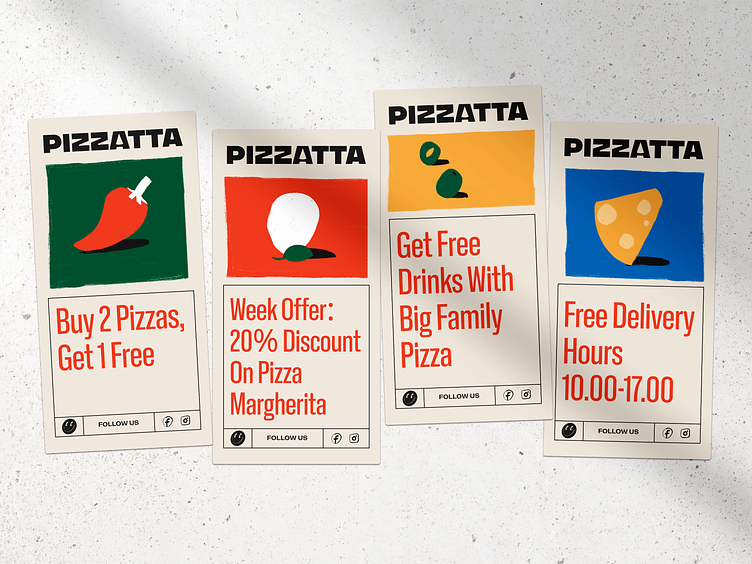 PIZZATTA
Buy 2 Pizzas,
Get 1 Free
FOLLOW US
PIZZATTA
Week Offer:
20% Discount
On Pizza
Margherita
FOLLOW US
PIZZATTA
Get Free
Drinks With
Big Family
Pizza
FOLLOW US
PIZZATTA
Free Delivery
Hours
10.00-17.00
FOLLOW US